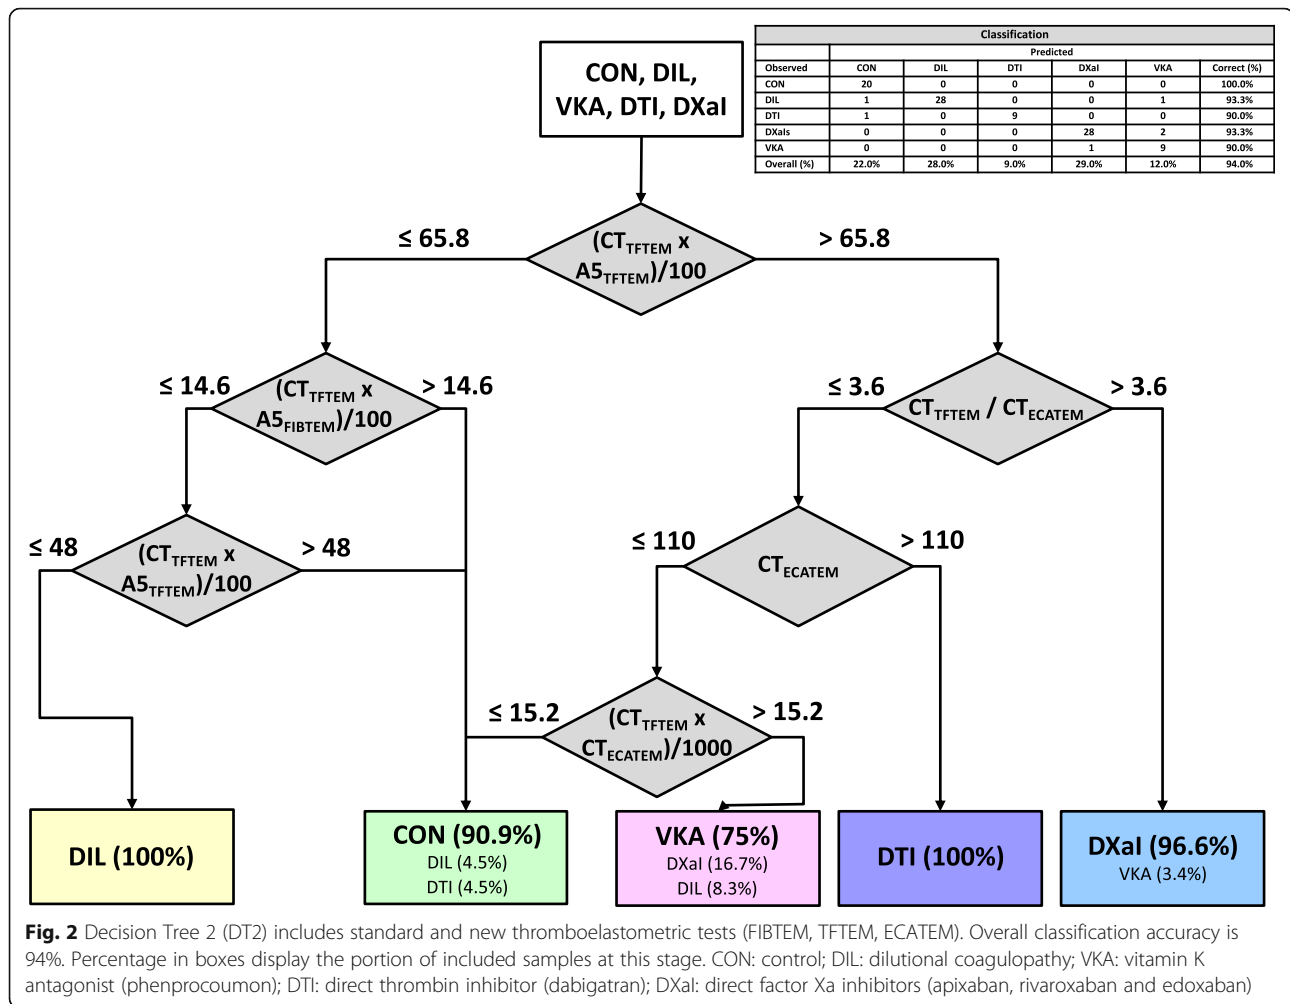 CON, DIL,
VKA, DTI, DXaI
Classification
Predicted
Observed CON DIL DTI DXaI VKA Correct (%)
CON 20 0 0 0 0 100.0%
DIL 1 28 0 0 1 93.3%
DTI 1 0 9 0 0 90.0%
DXaIs 0 0 0 28 2 93.3%
VKA 0 0 0 1 9 90.0%
Overall (%) 22.0% 28.0% 9.0% 29.0% 12.0% 94.0%
≤ 65.8
(CTTFTEM x
A5TFTEM)/100
> 65.8
≤ 14.6
(CTTFTEM x
A5FIBTEM)/100
> 14.6
≤ 3.6
CTTFTEM / CTECATEM
> 3.6
≤ 48
(CTTFTEM x
A5TFTEM)/100
> 48
≤ 110
CTECATEM
> 110
≤ 15.2
(CTTFTEM x
CTECATEM)/1000
> 15.2
DIL (100%)
CON (90.9%)
DIL (4.5%)
DTI (4.5%)
VKA (75%)
DXaI (16.7%)
DIL (8.3%)
DTI (100%)
DXaI (96.6%)
VKA (3.4%)
Fig. 2 Decision Tree 2 (DT2) includes standard and new thromboelastometric tests (FIBTEM, TFTEM, ECATEM). Overall classification accuracy is
94%. Percentage in boxes display the portion of included samples at this stage. CON: control; DIL: dilutional coagulopathy; VKA: vitamin K
antagonist (phenprocoumon); DTI: direct thrombin inhibitor (dabigatran); DXaI: direct factor Xa inhibitors (apixaban, rivaroxaban and edoxaban)